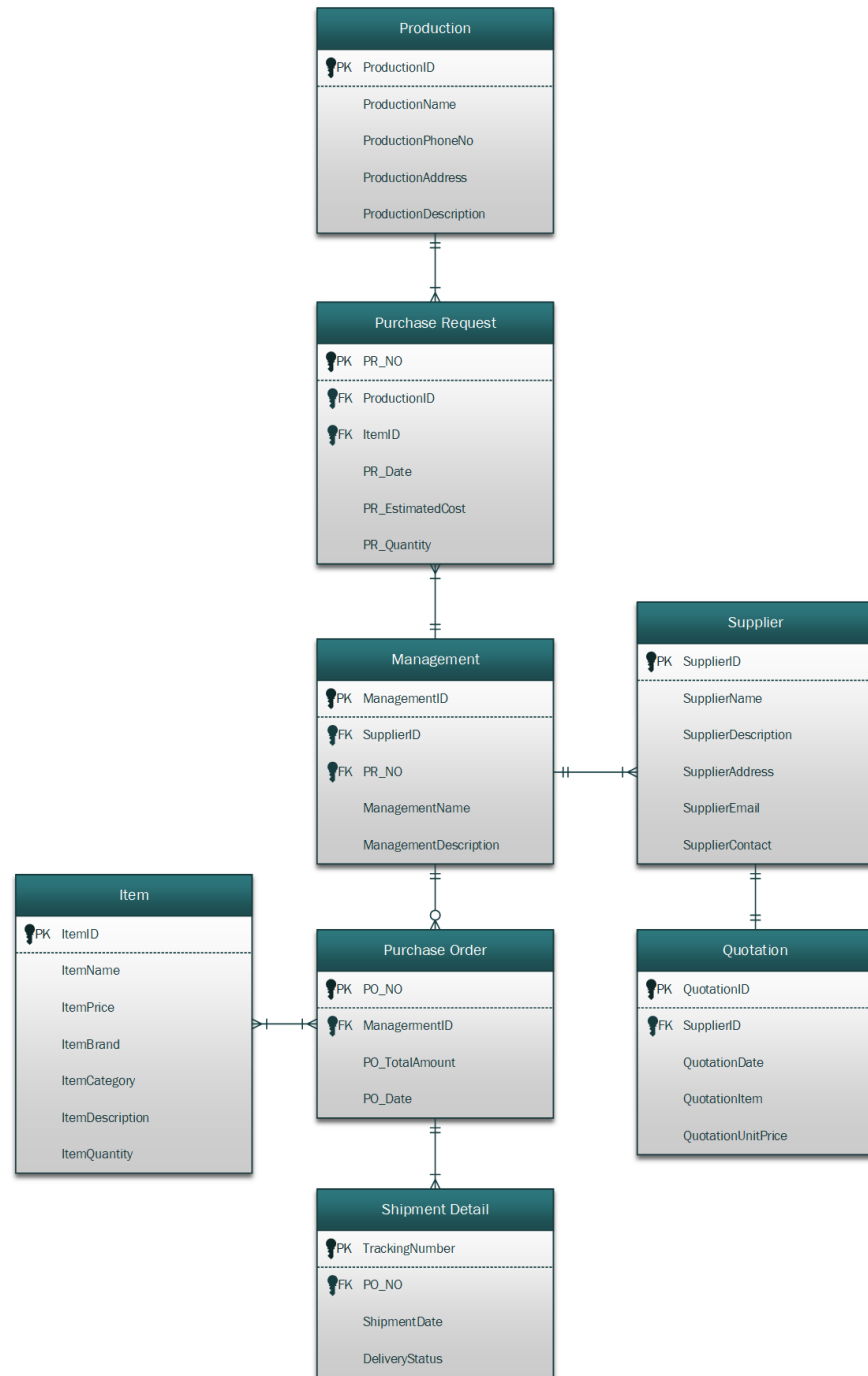 Production
PK ProductionID
ProductionName
ProductionPhoneNo
ProductionAddress
ProductionDescription
Purchase Request
PK PR_NO
FK ProductionID
FK ItemID
PR_Date
PR_EstimatedCost
PR_Quantity
Management
PK ManagementID
FK SupplierID
FK PR_NO
ManagementName
ManagementDescription
Supplier
PK SupplierID
SupplierName
SupplierDescription
SupplierAddress
SupplierEmail
SupplierContact
Item
PK ItemID
ItemName
ItemPrice
ItemBrand
ItemCategory
ItemDescription
ItemQuantity
Purchase Order
PK PO_NO
FK ManagementID
PO_TotalAmount
PO_Date
Quotation
PK QuotationID
FK SupplierID
QuotationDate
QuotationItem
QuotationUnitPrice
Shipment Detail
PK TrackingNumber
FK PO_NO
ShipmentDate
DeliveryStatus